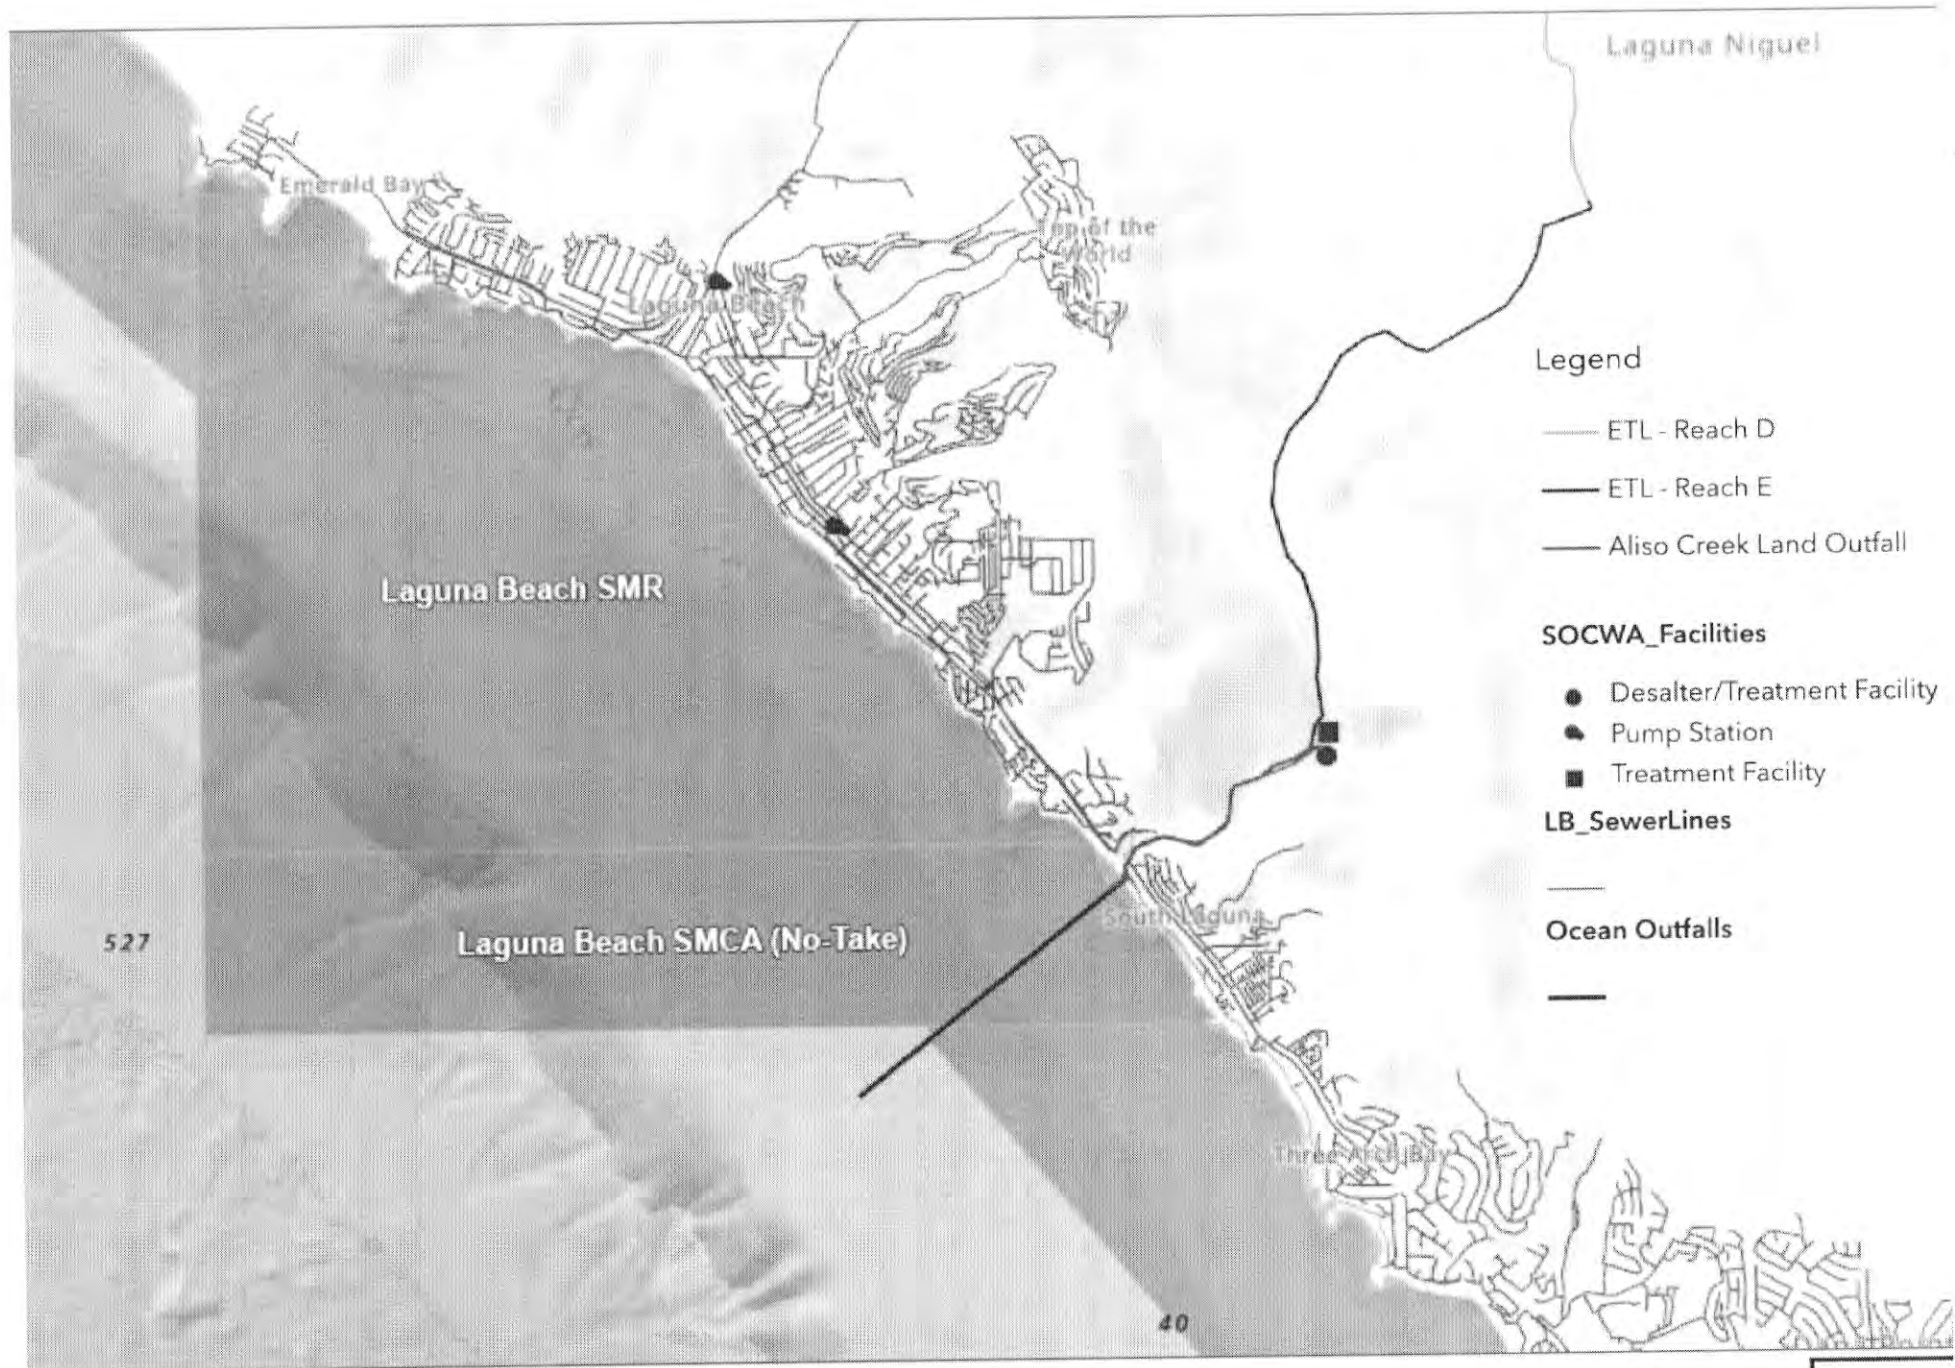 Laguna Niguel
Emerald Bay
Top of the
World
Laguna Beach
Legend
ETL - Reach D
ETL - Reach E
Aliso Creek Land Outfall
SOCWA_Facilities
Desalter/Treatment Facility
Pump Station
Treatment Facility
LB_SewerLines
Ocean Outfalls
Laguna Beach SMR
South Laguna
527
Laguna Beach SMCA (No-Take)
Three Arch Bay
40